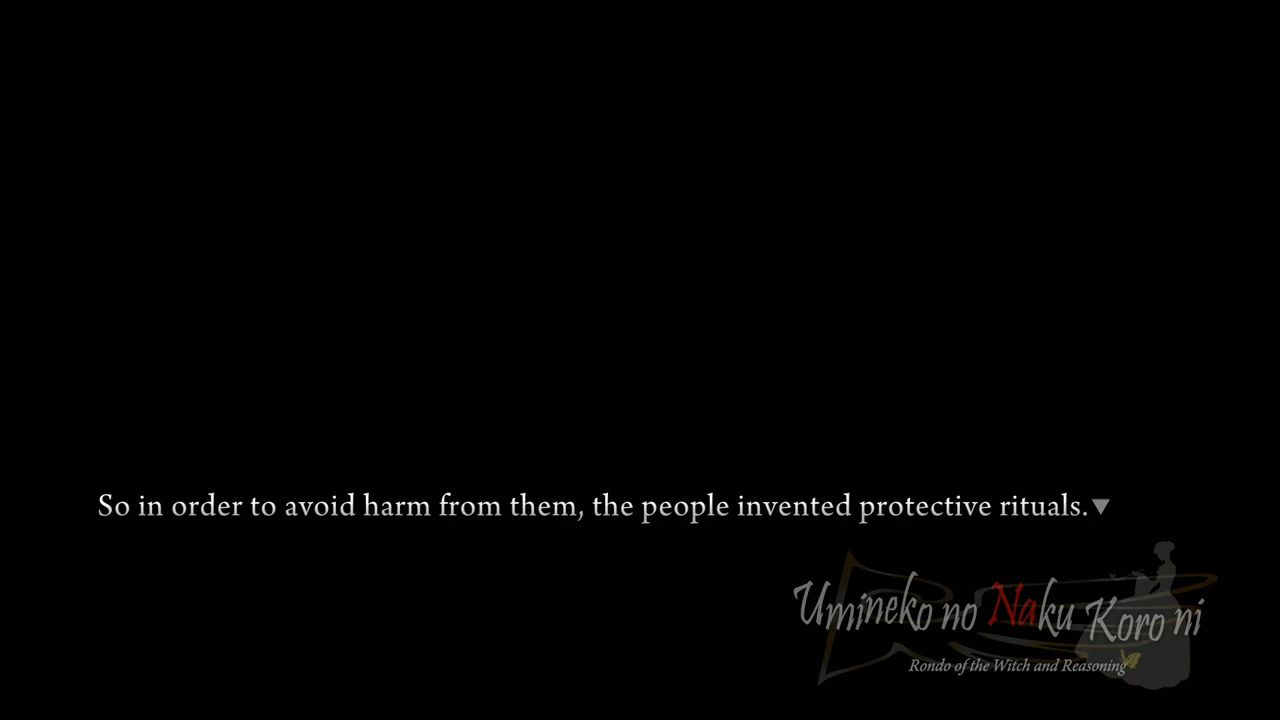 So in order to avoid harm from them, the people invented protective rituals.
Umineko no Naku Koro ni
Rondo of the Witch and Reasoning